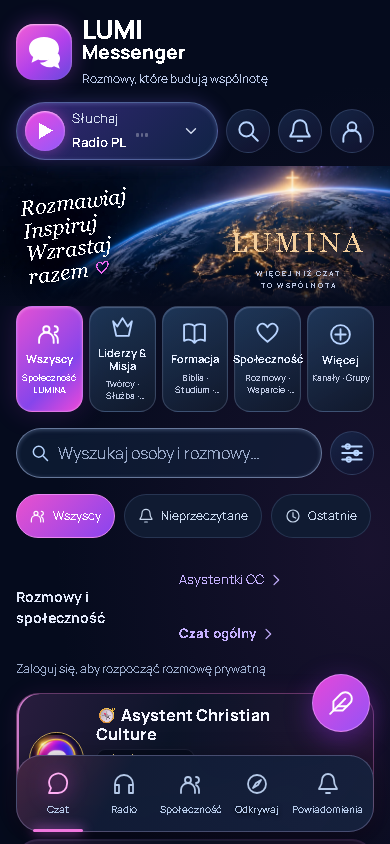 LUMI
Messenger
Rozmowy, które budują wspólnotę
Słuchaj
Radio PL
Rozmawiaj
Inspiruj
Wzrastaj
razem
LUMINA
WIĘCEJ NIŻ CZAT
TO WSPÓLNOTA
Wszyscy
Społeczność
LUMINA
Liderzy &
Misja
Twórcy ·
Służba ·…
Formacja
Biblia ·
Studium ·…
Społeczność
Rozmowy ·
Wsparcie ·…
Więcej
Kanały · Grupy
Wyszukaj osoby i rozmowy...
Wszyscy
Nieprzeczytane
Ostatnie
Rozmowy i
społeczność
Asystentki CC
Czat ogólny
Zaloguj się, aby rozpocząć rozmowę prywatną
Asystent Christian
Culture
Czat
Radio
Społeczność
Odkrywaj
Powiadomienia